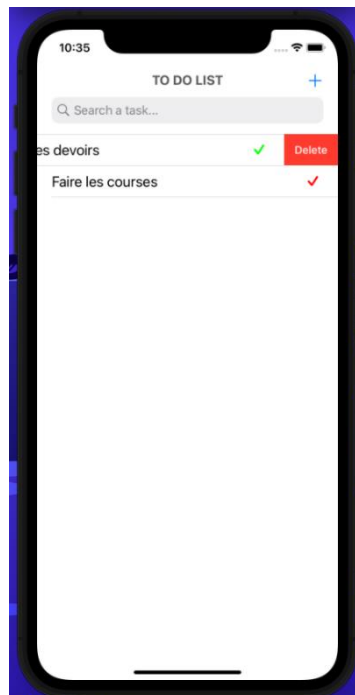 10:35
TO DO LIST +
Search a task...
es devoirs Delete
Faire les courses